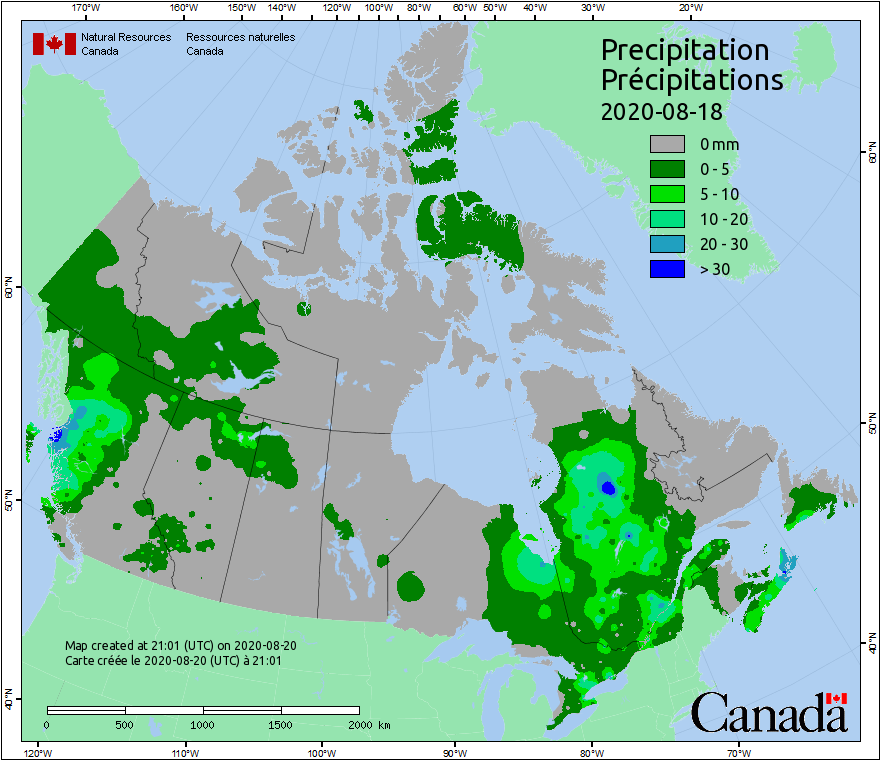 170°W 160°W 150°W 140°W 130°W 120°W 110°W 100°W 90°W 80°W 60°W 50°W 40°W 30°W 20°W
Natural Resources Canada
Ressources naturelles Canada
Precipitation
Précipitations
2020-08-18
0 mm
0 - 5
5 - 10
10 - 20
20 - 30
> 30
60°N
60°N
50°N
50°N
40°N
40°N
Map created at 21:01 (UTC) on 2020-08-20
Carte créée le 2020-08-20 (UTC) à 21:01
0 500 1000 1500 2000 km
Canada
120°W 110°W 100°W 90°W 80°W 70°W